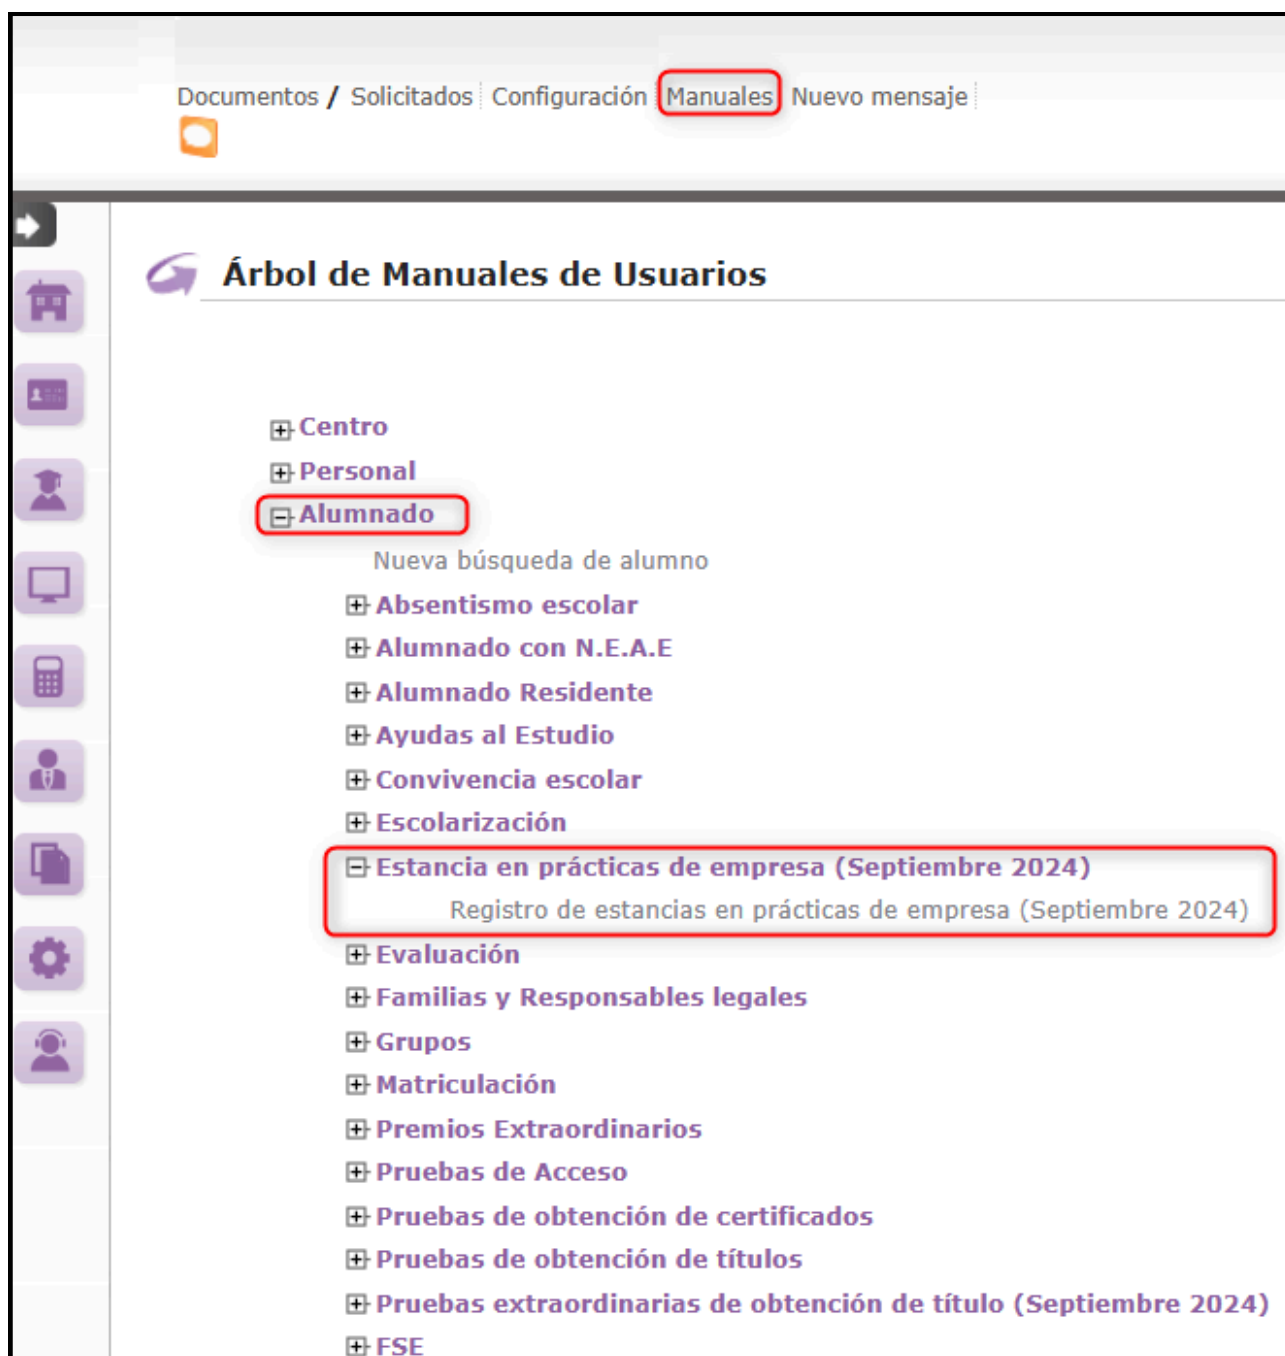 Documentos / Solicitados Configuración Manuales Nuevo mensaje
Árbol de Manuales de Usuarios
Centro
Personal
Alumnado
Nueva búsqueda de alumno
Absentismo escolar
Alumnado con N.E.A.E
Alumnado Residente
Ayudas al Estudio
Convivencia escolar
Escolarización
Estancia en prácticas de empresa (Septiembre 2024)
Registro de estancias en prácticas de empresa (Septiembre 2024)
Evaluación
Familias y Responsables legales
Grupos
Matriculación
Premios Extraordinarios
Pruebas de Acceso
Pruebas de obtención de certificados
Pruebas de obtención de títulos
Pruebas extraordinarias de obtención de título (Septiembre 2024)
FSE